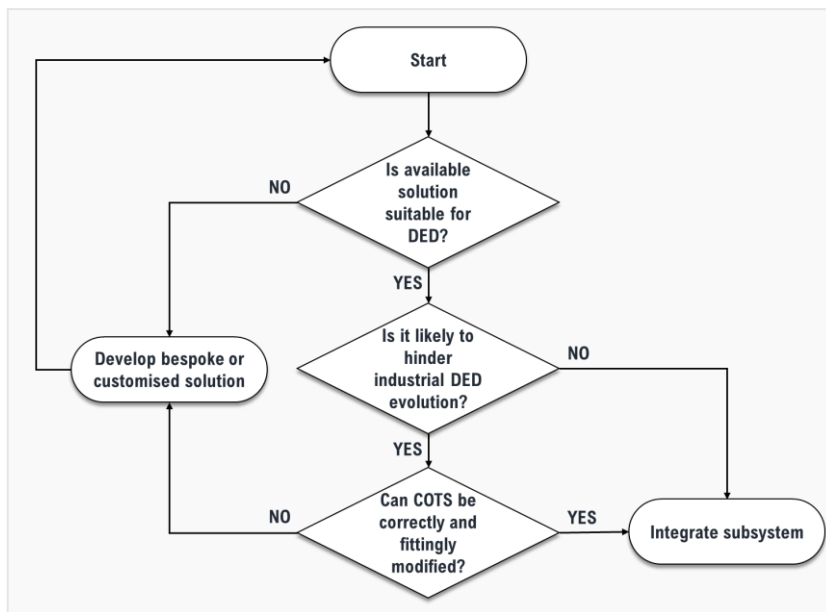 Start
Is available
solution
suitable for
DED?
NO
YES
Is it likely to
hinder
industrial DED
evolution?
NO
Develop bespoke or
customised solution
YES
Can COTS be
correctly and
fittingly
modified?
NO
YES
Integrate subsystem